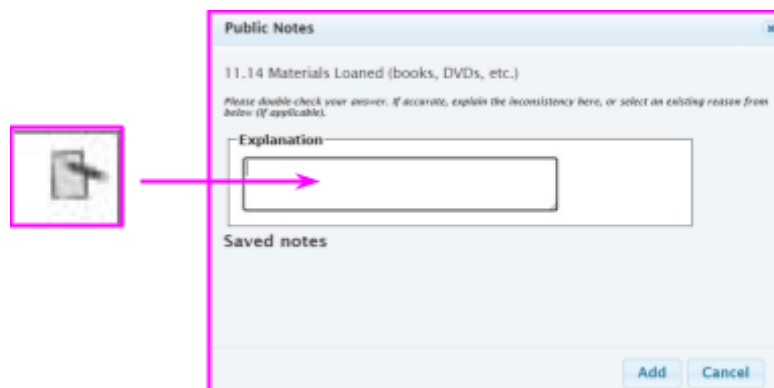 Public Notes
11.14 Materials Loaned (books, DVDs, etc.)
Please double-check your answer. If accurate, explain the inconsistency here, or select an existing reason from
below (if applicable).
Explanation
Saved notes
Add Cancel